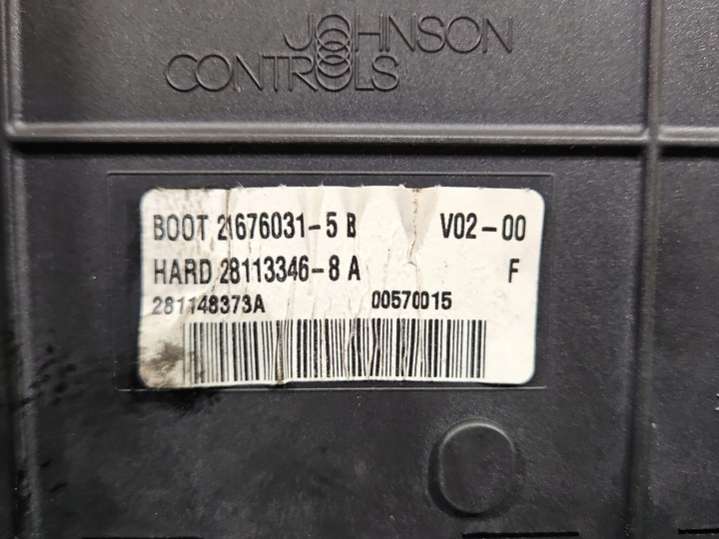 JOHNSON
CONTROLS
BOOT 21676031-5 B V02-00
HARD 28113346-8 A F
281148373A 00570015